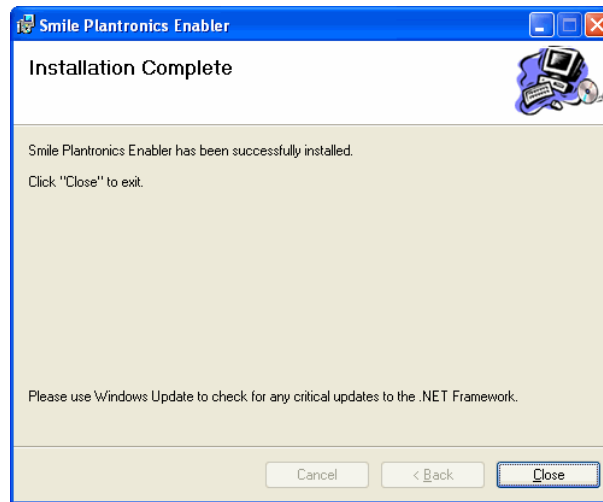 Smile Plantronics Enabler
Installation Complete
Smile Plantronics Enabler has been successfully installed.
Click "Close" to exit.
Please use Windows Update to check for any critical updates to the .NET Framework.
Cancel
< Back
Close